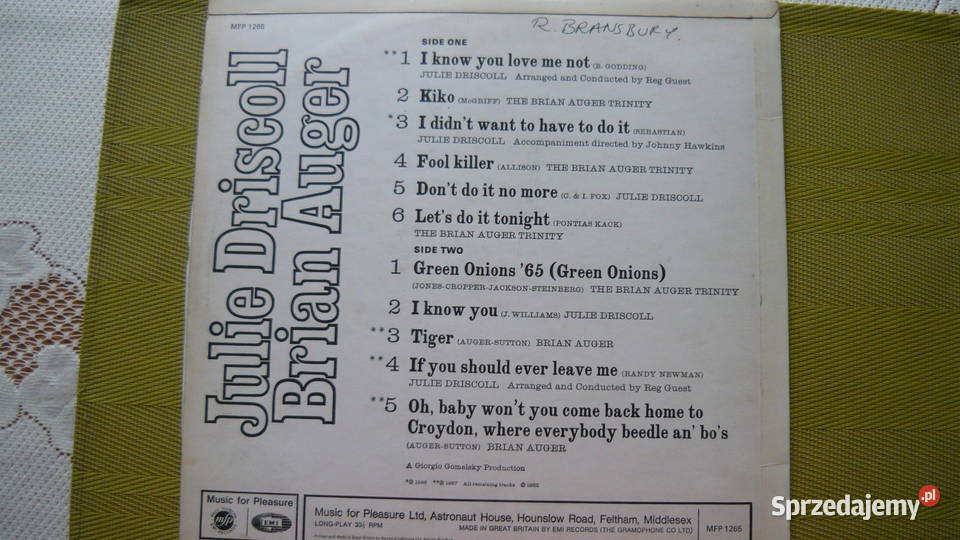 MFP 1265
R. BRANSBURY.
Julie Driscoll
Brian Auger
SIDE ONE
**1 I know you love me not (B. GODDING)
JULIE DRISCOLL Arranged and Conducted by Reg Guest
2 Kiko (McGRIFF) THE BRIAN AUGER TRINITY
*3 I didn't want to have to do it (SEBASTIAN)
JULIE DRISCOLL Accompaniment directed by Johnny Hawkins
4 Fool killer (ALLISON) THE BRIAN AUGER TRINITY
5 Don't do it no more (C. & I. FOX) JULIE DRISCOLL
6 Let's do it tonight (PONTIAS KACK)
THE BRIAN AUGER TRINITY
SIDE TWO
1 Green Onions '65 (Green Onions)
(JONES-CROPPER-JACKSON-STEINBERG) THE BRIAN AUGER TRINITY
2 I know you (J. WILLIAMS) JULIE DRISCOLL
**3 Tiger (AUGER-SUTTON) BRIAN AUGER
**4 If you should ever leave me (RANDY NEWMAN)
JULIE DRISCOLL Arranged and Conducted by Reg Guest
**5 Oh, baby won't you come back home to
Croydon, where everybody beedle an' bo's
(AUGER-SUTTON) BRIAN AUGER
A Giorgio Gomelsky Production
*℗ 1966 **℗ 1967 All remaining tracks ℗ 1965
Music for Pleasure
mfp EMI
Music for Pleasure Ltd, Astronaut House, Hounslow Road, Feltham, Middlesex
LONG-PLAY 33⅓ RPM MADE IN GREAT BRITAIN BY EMI RECORDS (THE GRAMOPHONE CO LTD)
MFP 1265
Sprzedajemy.pl